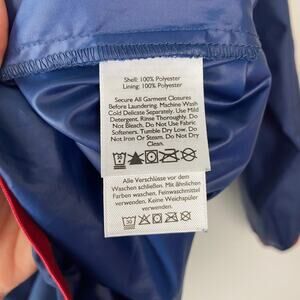 Shell: 100% Polyester
Lining: 100% Polyester
Secure All Garment Closures
Before Laundering. Machine Wash
Cold Delicate Separately. Use Mild
Detergent. Rinse Thoroughly. Do
Not Bleach. Do Not Use Fabric
Softeners. Tumble Dry Low. Do
Not Iron Or Steam. Do Not Dry
Clean.
Alle Verschlüsse vor dem
Waschen schließen. Mit ähnlichen
Farben waschen, Feinwaschmittel
verwenden. Keine Weichspüler
verwenden.